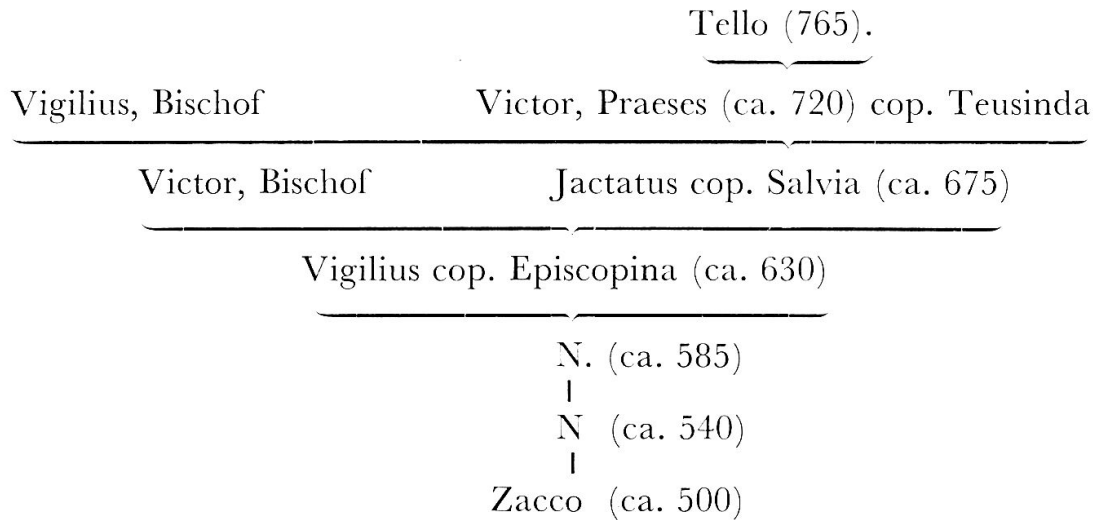 Tello (765).
Vigilius, Bischof Victor, Praeses (ca. 720) cop. Teusinda
Victor, Bischof Jactatus cop. Salvia (ca. 675)
Vigilius cop. Episcopina (ca. 630)
N. (ca. 585)
N (ca. 540)
Zacco (ca. 500)